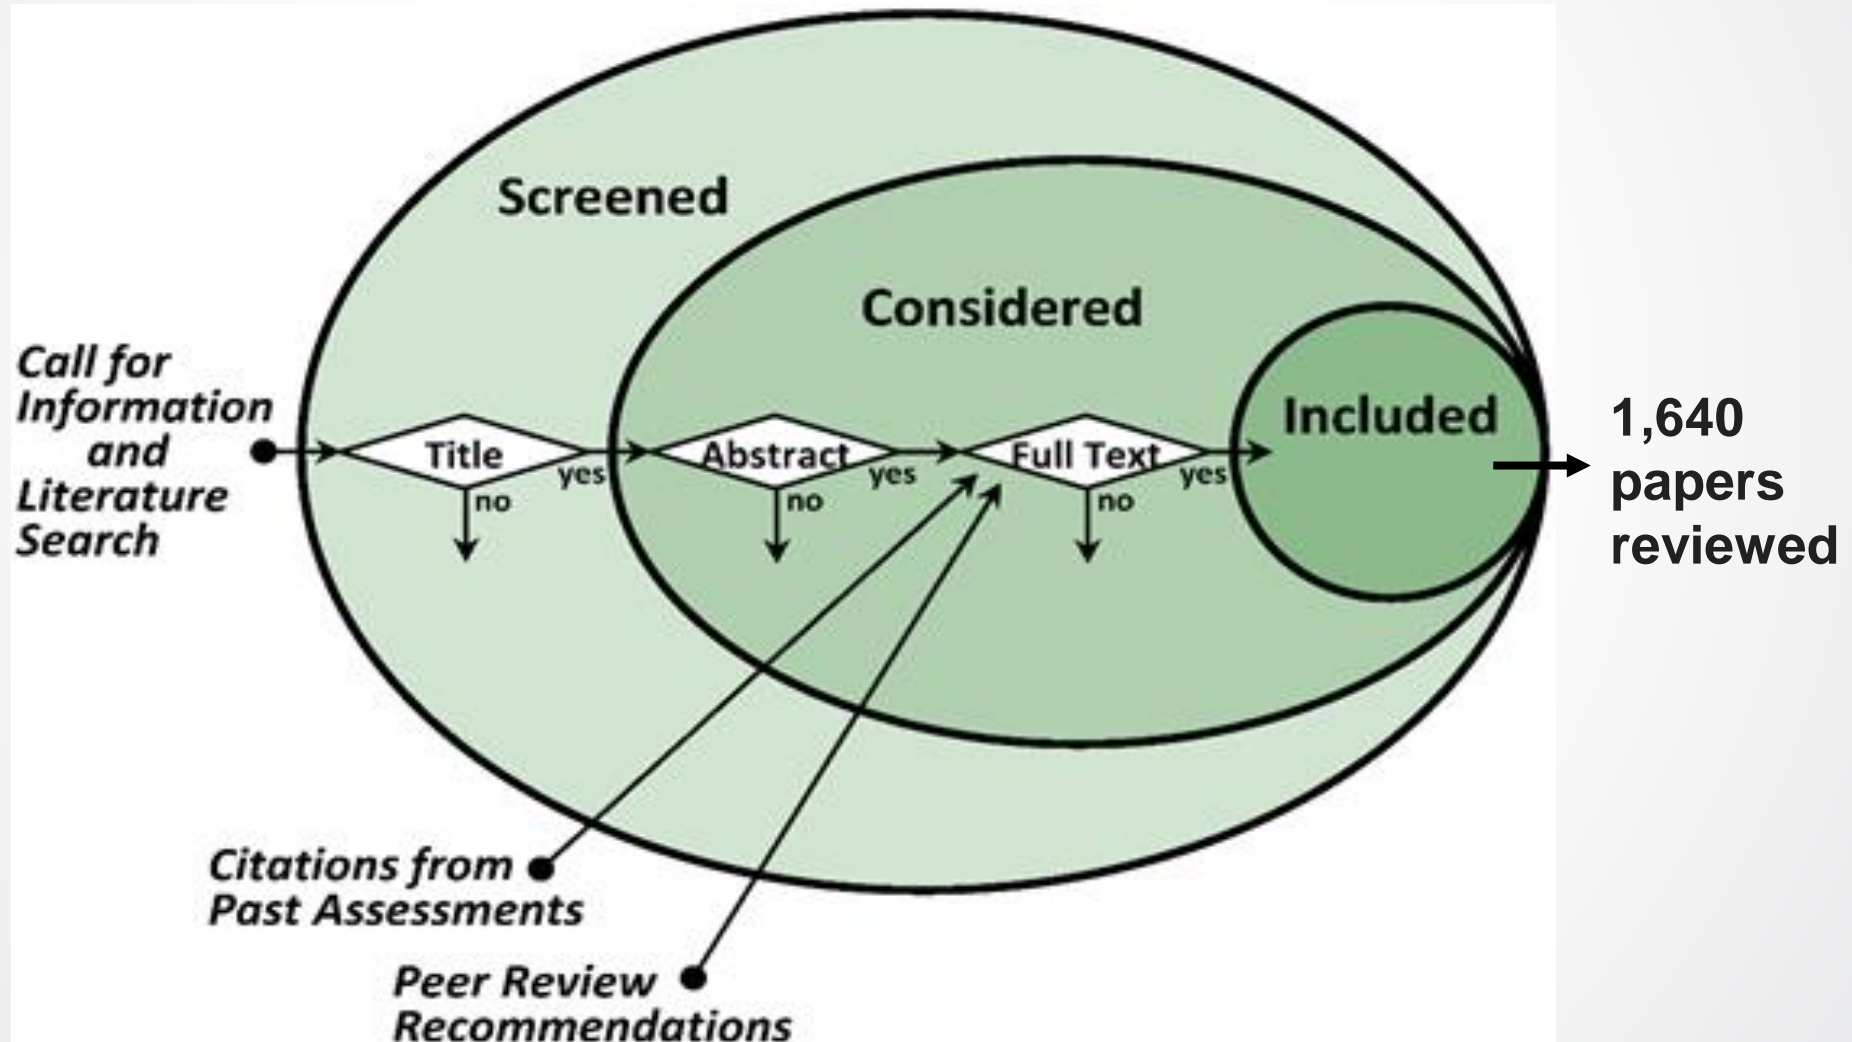 Screened
Considered
Included
Call for
Information
and
Literature
Search
Title
yes
no
Abstract
yes
no
Full Text
yes
no
1,640
papers
reviewed
Citations from
Past Assessments
Peer Review
Recommendations